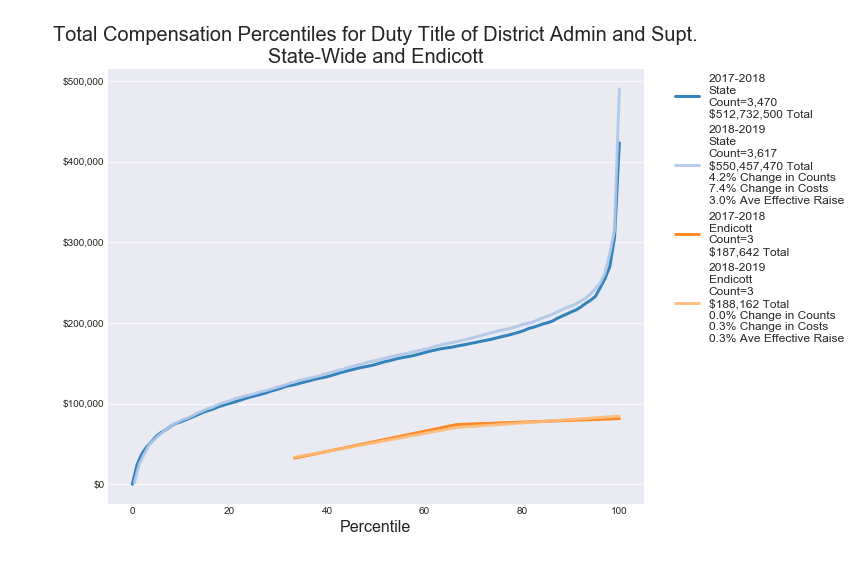 Total Compensation Percentiles for Duty Title of District Admin and Supt.
State-Wide and Endicott
$500,000
$400,000
$300,000
$200,000
$100,000
$0
0
20
40
60
80
100
Percentile
2017-2018
State
Count=3,470
$512,732,500 Total
2018-2019
State
Count=3,617
$550,457,470 Total
4.2% Change in Counts
7.4% Change in Costs
3.0% Ave Effective Raise
2017-2018
Endicott
Count=3
$187,642 Total
2018-2019
Endicott
Count=3
$188,162 Total
0.0% Change in Counts
0.3% Change in Costs
0.3% Ave Effective Raise